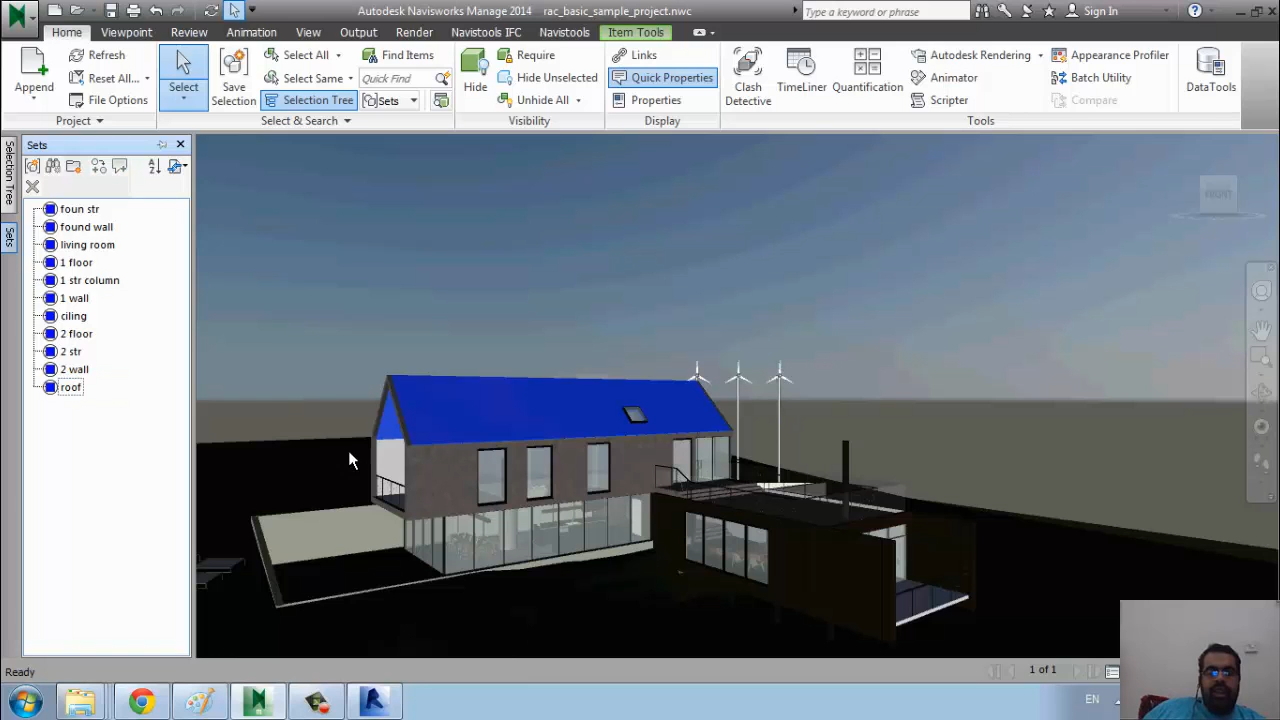 Autodesk Navisworks Manage 2014 rac_basic_sample_project.nwc
Type a keyword or phrase
Sign In
Home Viewpoint Review Animation View Output Render Navistools IFC Navistools Item Tools
Append
Refresh
Reset All...
File Options
Project
Select
Save Selection
Select All
Select Same
Selection Tree
Find Items
Quick Find
Sets
Select & Search
Hide
Require
Hide Unselected
Unhide All
Visibility
Links
Quick Properties
Properties
Display
Clash Detective
TimeLiner
Quantification
Autodesk Rendering
Animator
Scripter
Appearance Profiler
Batch Utility
Compare
DataTools
Tools
Selection Tree
Sets
Sets
foun str
found wall
living room
1 floor
1 str column
1 wall
ciling
2 floor
2 str
2 wall
roof
FRONT
Ready
1 of 1
EN